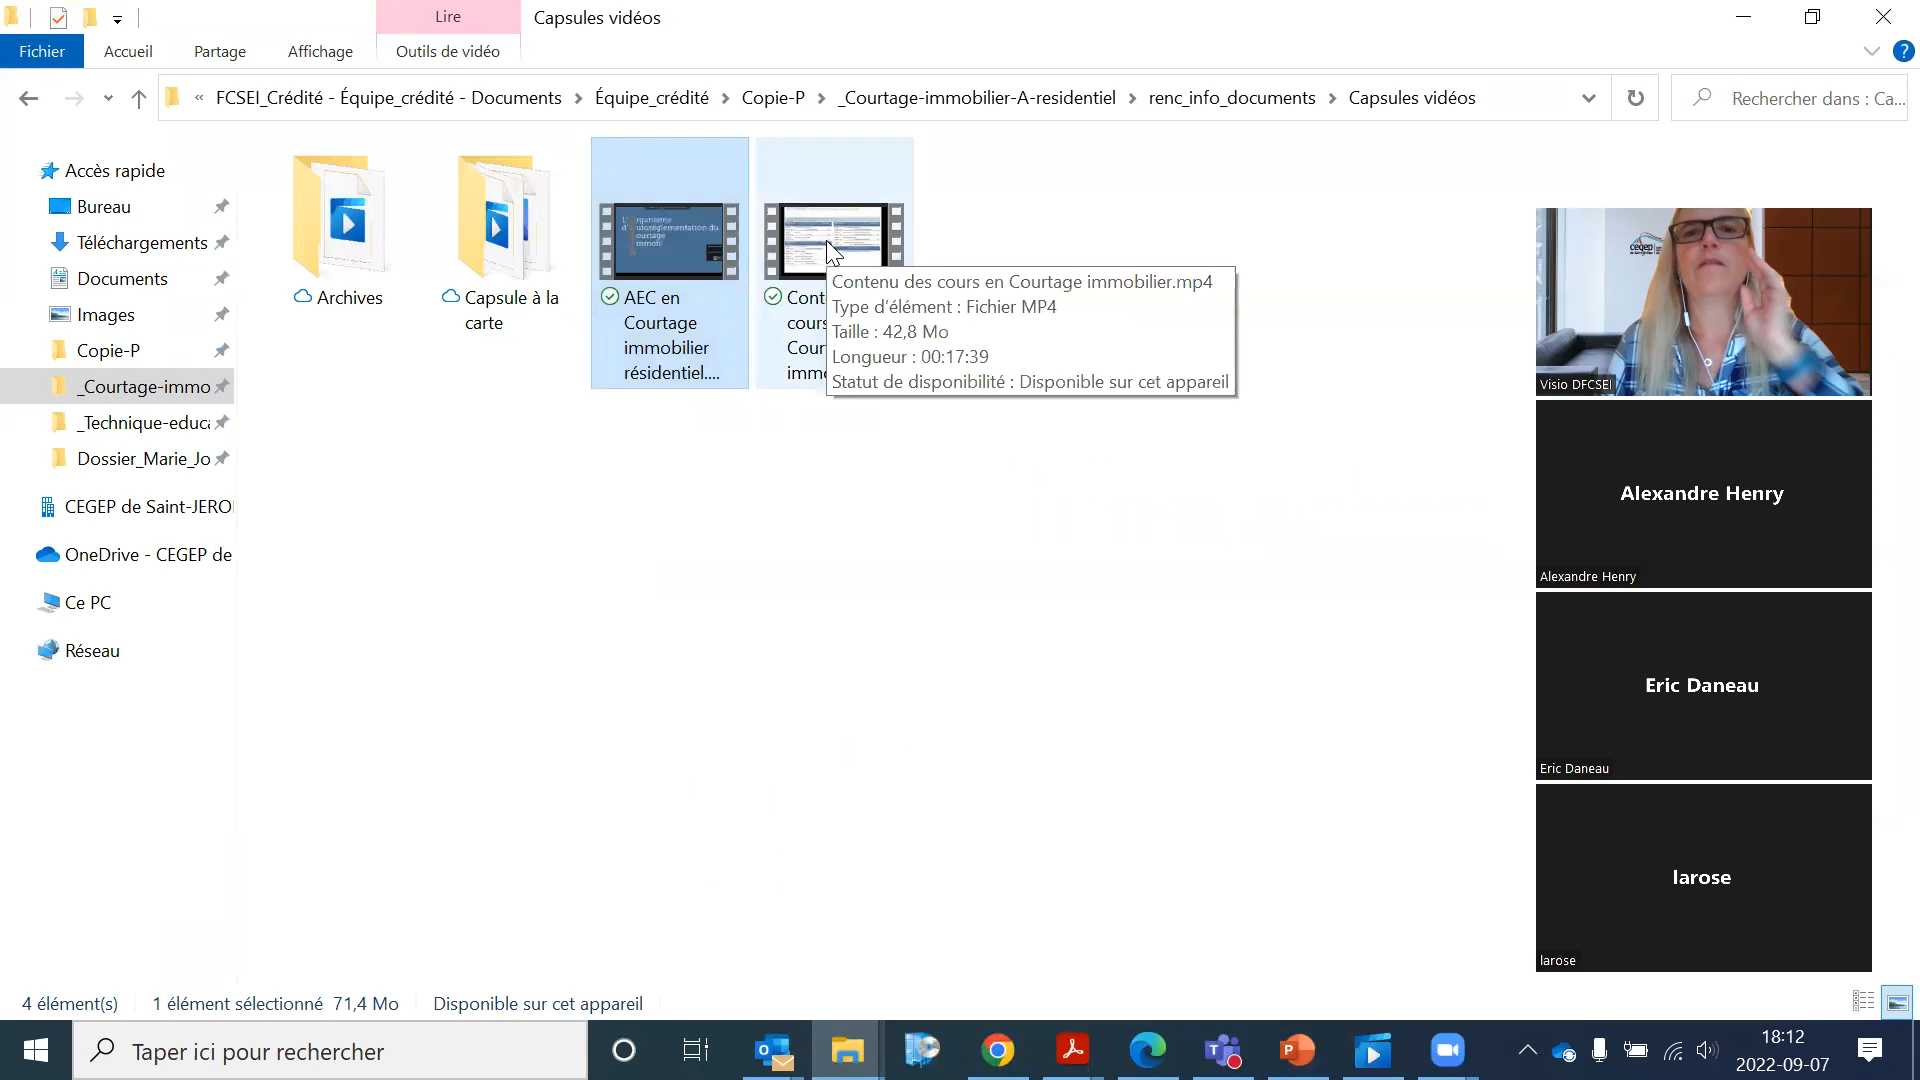 Lire
Capsules vidéos
Fichier
Accueil
Partage
Affichage
Outils de vidéo
?
« FCSEI_Crédité - Équipe_crédité - Documents > Équipe_crédité > Copie-P > _Courtage-immobilier-A-residentiel > renc_info_documents > Capsules vidéos
Rechercher dans : Ca...
Accès rapide
Bureau
Téléchargements
Documents
Images
Copie-P
_Courtage-immo
_Technique-educa
Dossier_Marie_Jo
CEGEP de Saint-JERO
OneDrive - CEGEP de
Ce PC
Réseau
Archives
Capsule à la
carte
L'organisme
d'autoréglementation du
courtage
AEC en
Courtage
immobilier
résidentiel....
Cont
cours
Cour
imm
Contenu des cours en Courtage immobilier.mp4
Type d'élément : Fichier MP4
Taille : 42,8 Mo
Longueur : 00:17:39
Statut de disponibilité : Disponible sur cet appareil
cegep
Visio DFCSEI
Alexandre Henry
Alexandre Henry
Eric Daneau
Eric Daneau
larose
larose
4 élément(s)
1 élément sélectionné 71,4 Mo
Disponible sur cet appareil
Taper ici pour rechercher
18:12
2022-09-07